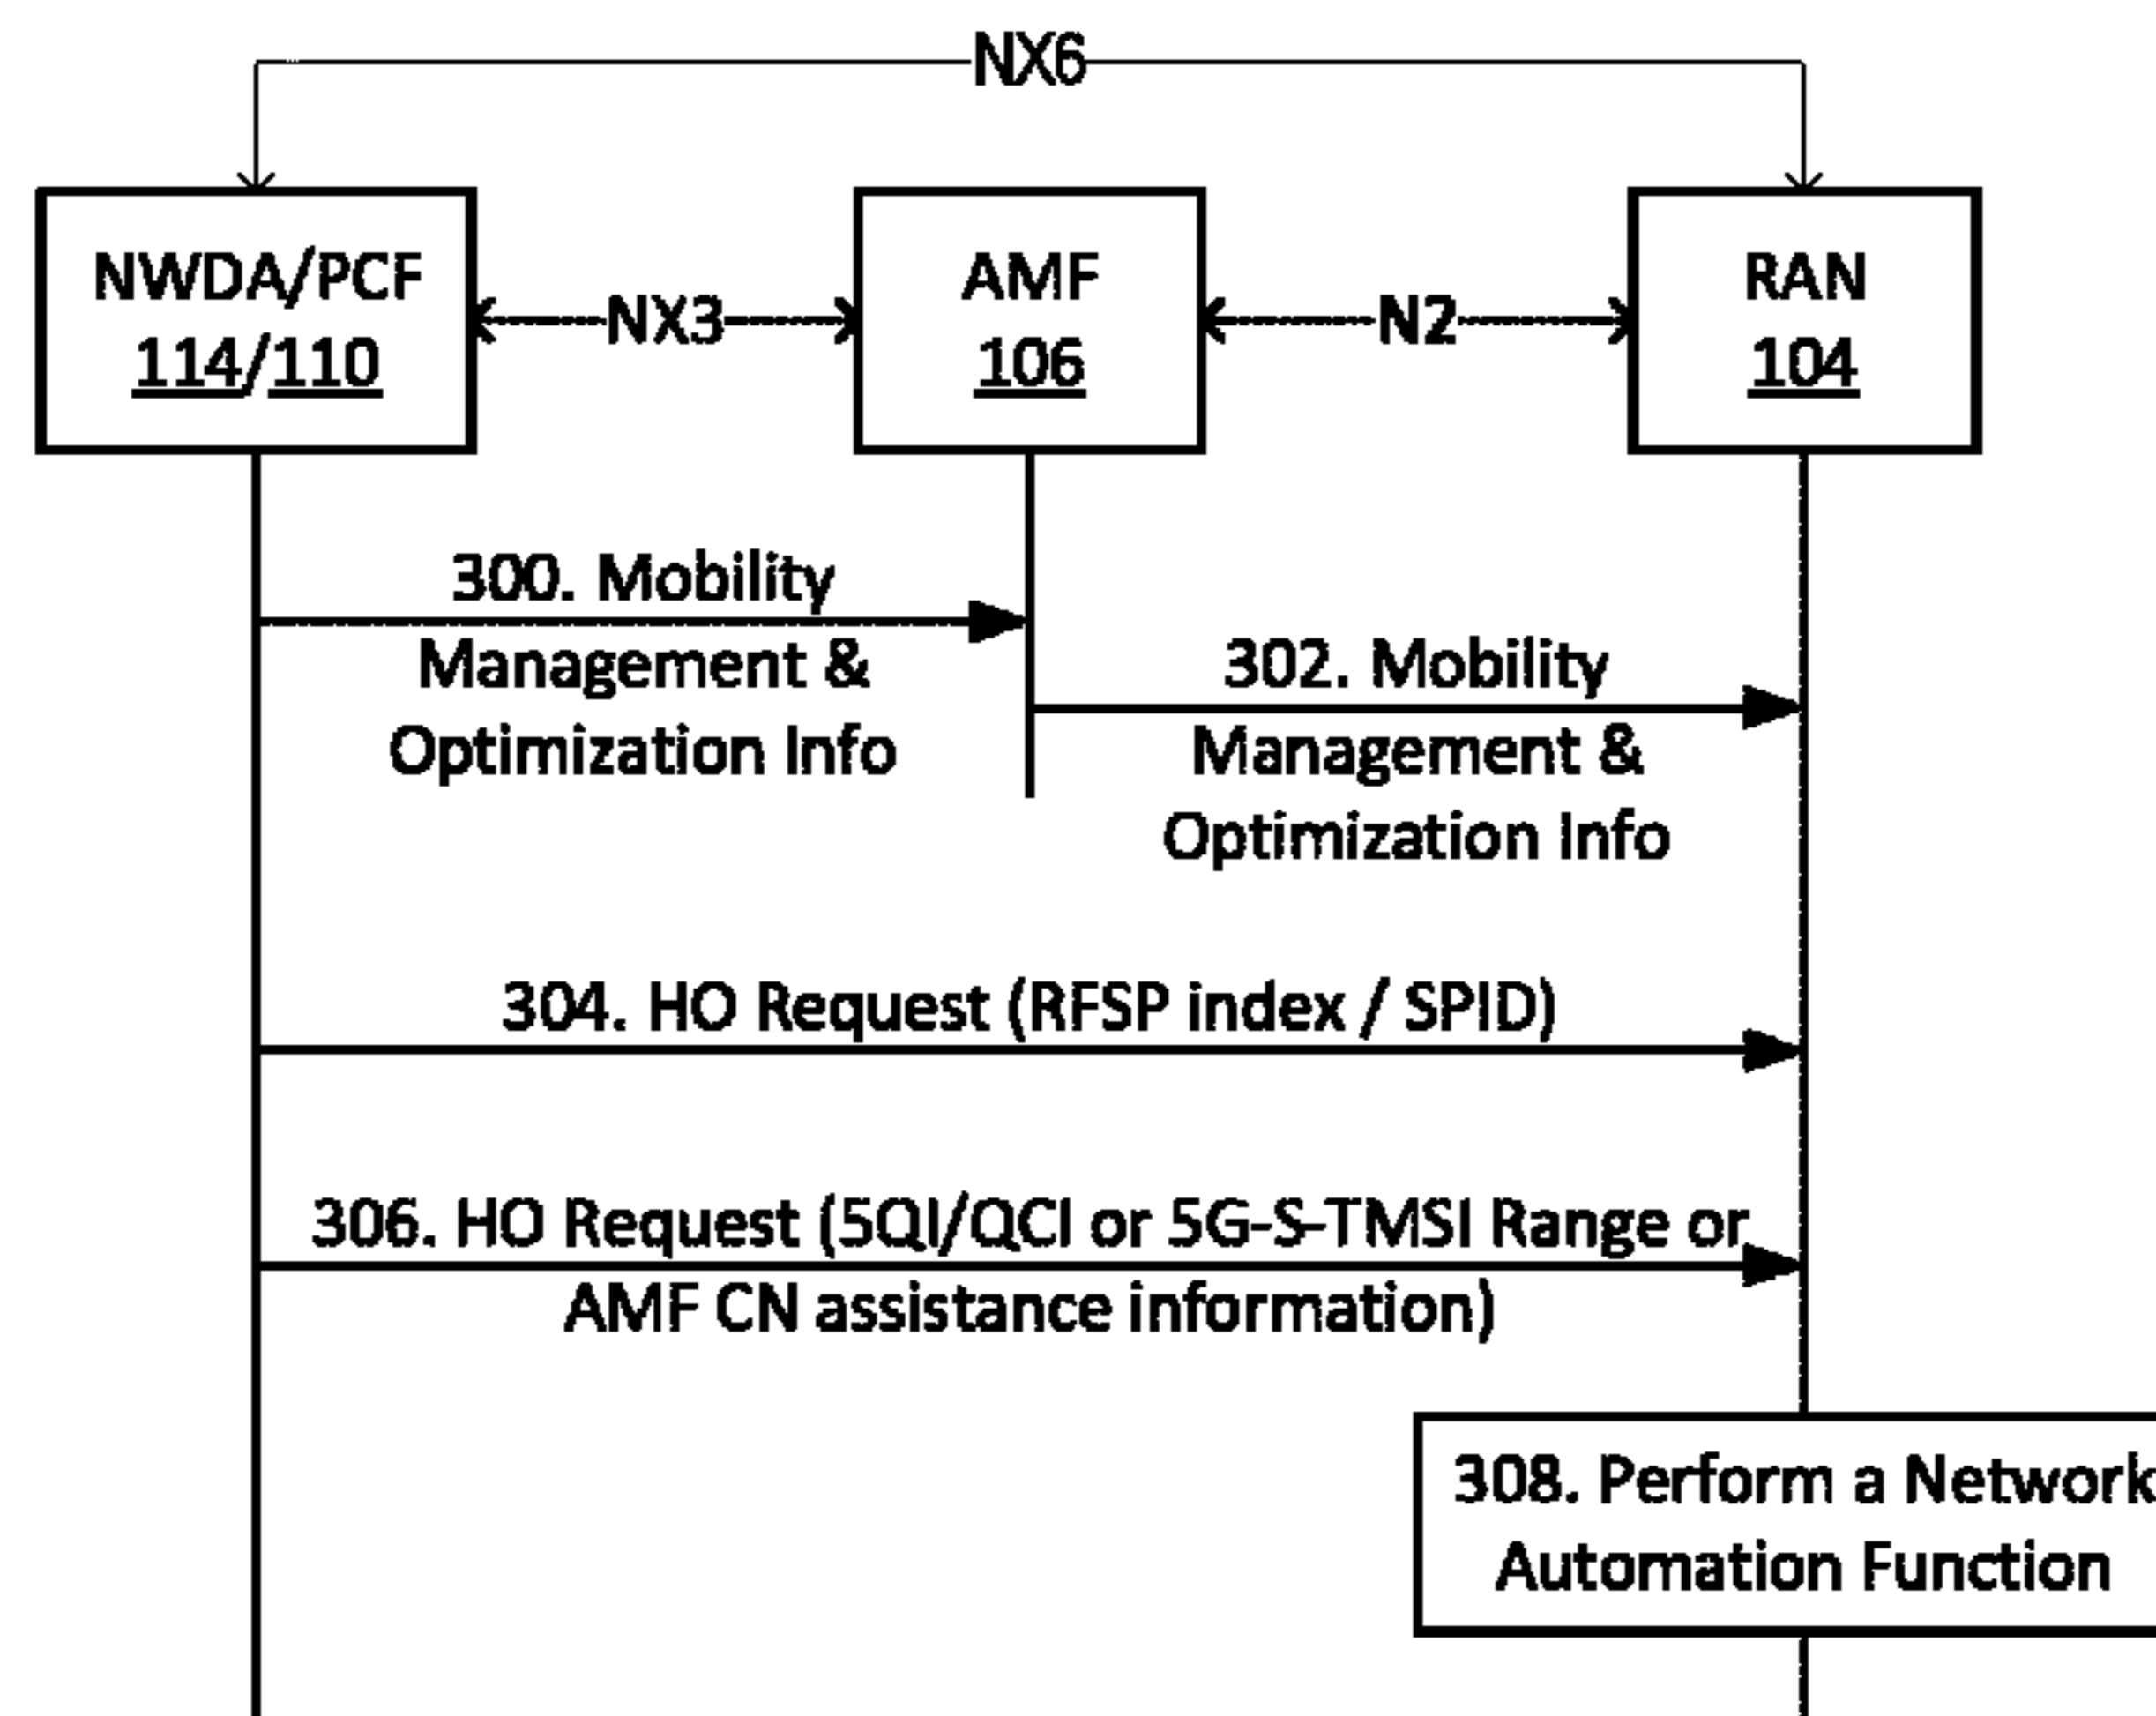 NX6
NWDA/PCF
114/110
NX3
AMF
106
N2
RAN
104
300. Mobility
Management &
Optimization Info
302. Mobility
Management &
Optimization Info
304. HO Request (RFSP index / SPID)
306. HO Request (5QI/QCI or 5G-S-TMSI Range or
AMF CN assistance information)
308. Perform a Network
Automation Function